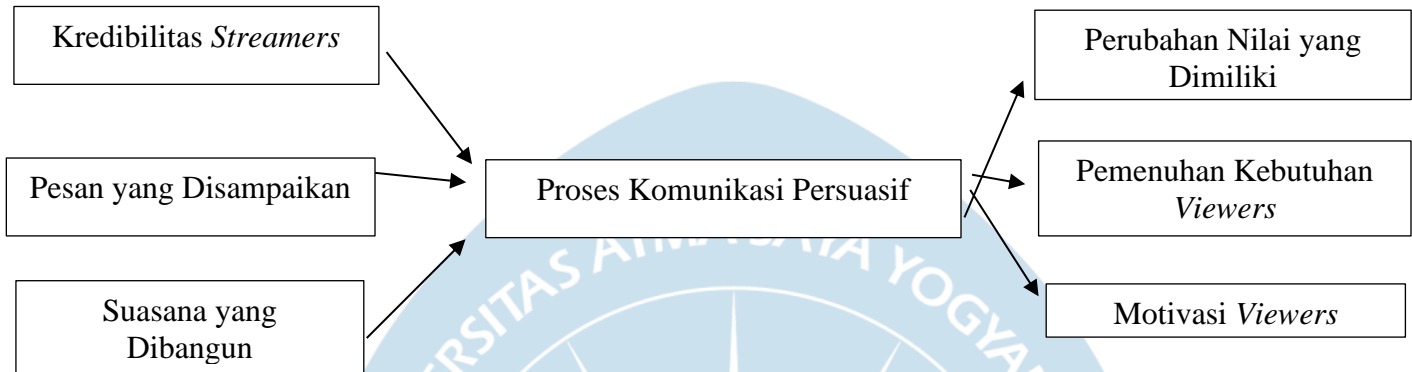 Kredibilitas Streamers
Pesan yang Disampaikan
Suasana yang
Dibangun
Proses Komunikasi Persuasif
Perubahan Nilai yang
Dimiliki
Pemenuhan Kebutuhan
Viewers
Motivasi Viewers